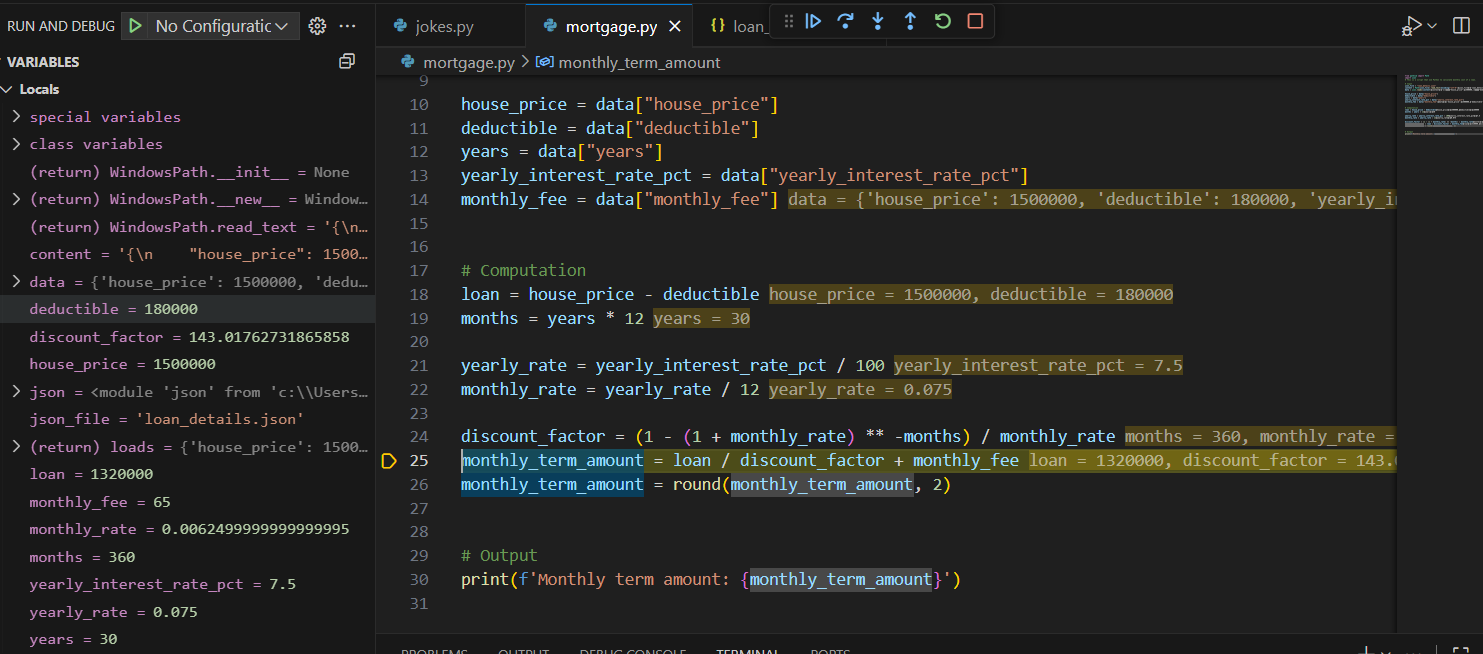 RUN AND DEBUG No Configuratic ...
VARIABLES
Locals
special variables
class variables
(return) WindowsPath.__init__ = None
(return) WindowsPath.__new__ = Window…
(return) WindowsPath.read_text = '{\n…
content = '{\n    "house_price": 1500…
data = {'house_price': 1500000, 'dedu…
deductible = 180000
discount_factor = 143.01762731865858
house_price = 1500000
json = <module 'json' from 'c:\\Users…
json_file = 'loan_details.json'
(return) loads = {'house_price': 1500…
loan = 1320000
monthly_fee = 65
monthly_rate = 0.0062499999999999995
months = 360
yearly_interest_rate_pct = 7.5
yearly_rate = 0.075
years = 30
jokes.py mortgage.py {} loan_
mortgage.py > monthly_term_amount
9
10 house_price = data["house_price"]
11 deductible = data["deductible"]
12 years = data["years"]
13 yearly_interest_rate_pct = data["yearly_interest_rate_pct"]
14 monthly_fee = data["monthly_fee"] data = {'house_price': 1500000, 'deductible': 180000, 'yearly_i
15
16
17 # Computation
18 loan = house_price - deductible house_price = 1500000, deductible = 180000
19 months = years * 12 years = 30
20
21 yearly_rate = yearly_interest_rate_pct / 100 yearly_interest_rate_pct = 7.5
22 monthly_rate = yearly_rate / 12 yearly_rate = 0.075
23
24 discount_factor = (1 - (1 + monthly_rate) ** -months) / monthly_rate months = 360, monthly_rate =
25 monthly_term_amount = loan / discount_factor + monthly_fee loan = 1320000, discount_factor = 143.0
26 monthly_term_amount = round(monthly_term_amount, 2)
27
28
29 # Output
30 print(f'Monthly term amount: {monthly_term_amount}')
31
PROBLEMS OUTPUT DEBUG CONSOLE TERMINAL PORTS